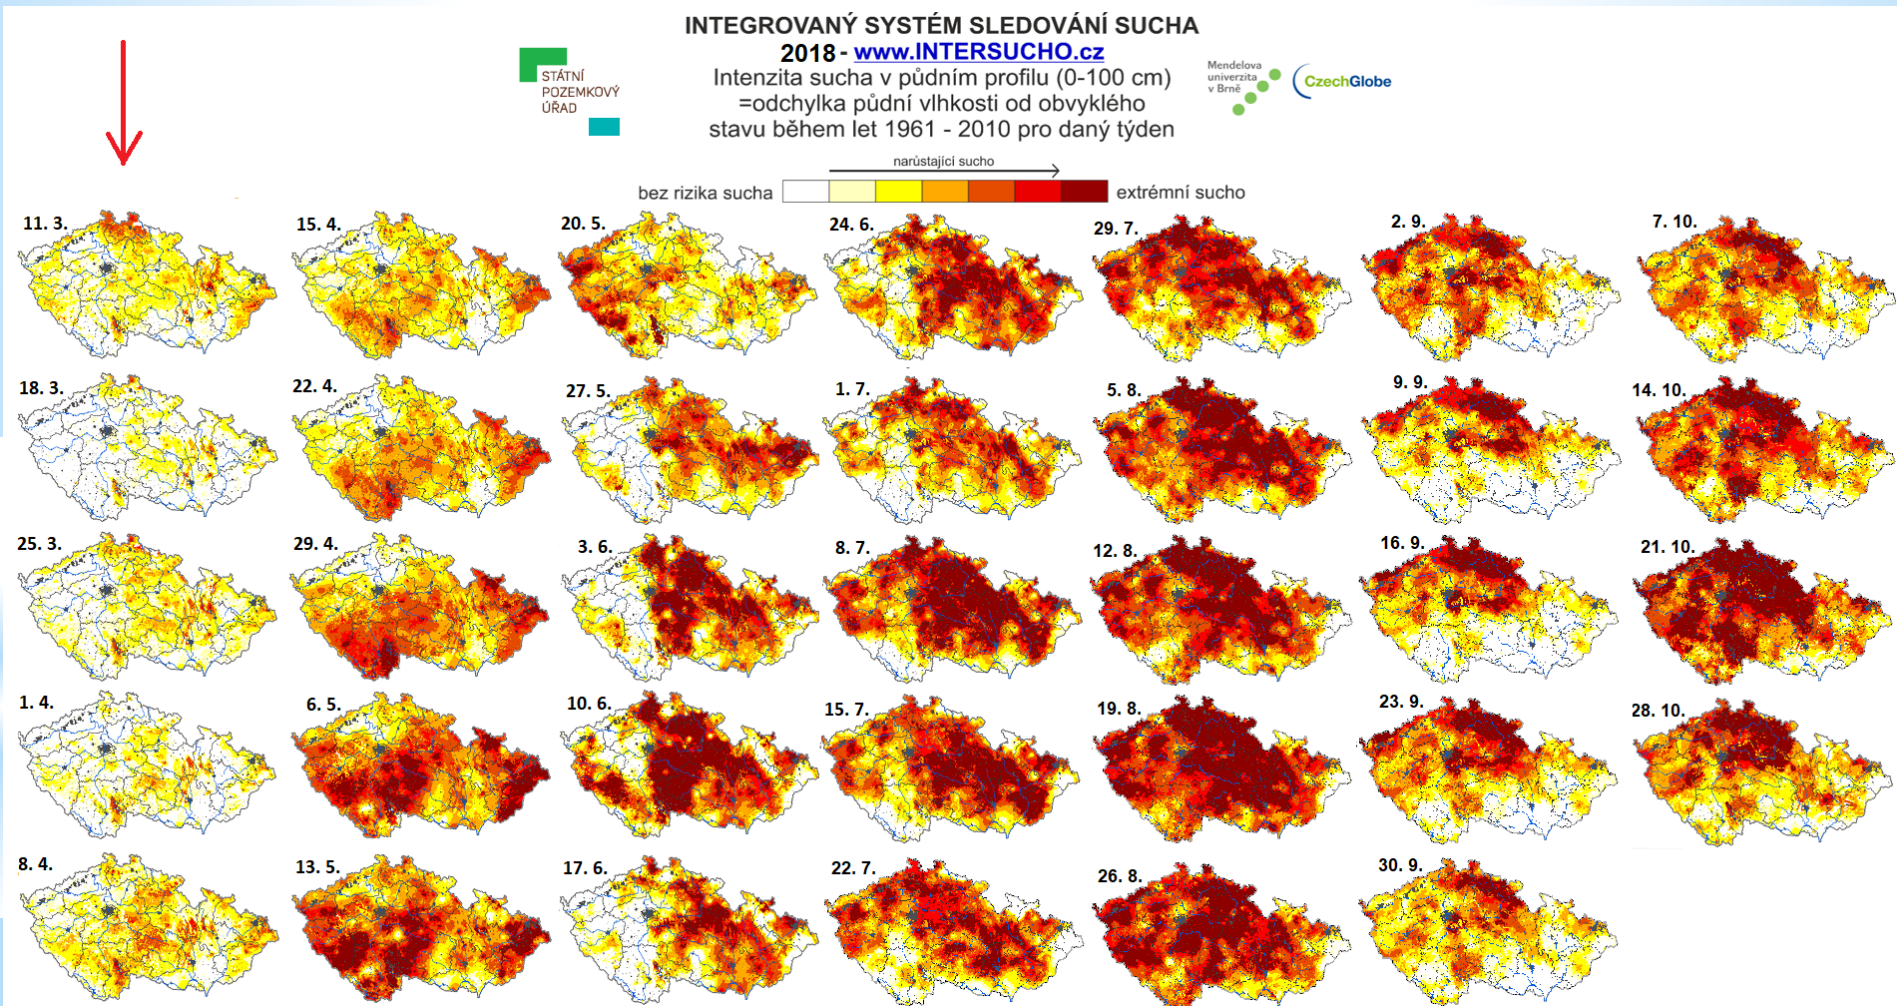 INTEGROVANÝ SYSTÉM SLEDOVÁNÍ SUCHA
2018 - www.INTERSUCHO.cz
Intenzita sucha v půdním profilu (0-100 cm)
=odchylka půdní vlhkosti od obvyklého
stavu během let 1961 - 2010 pro daný týden
STÁTNÍ
POZEMKOVÝ
ÚŘAD
Mendelova
univerzita
v Brně
CzechGlobe
narůstající sucho
bez rizika sucha
extrémní sucho
11. 3.
15. 4.
20. 5.
24. 6.
29. 7.
2. 9.
7. 10.
18. 3.
22. 4.
27. 5.
1. 7.
5. 8.
9. 9.
14. 10.
25. 3.
29. 4.
3. 6.
8. 7.
12. 8.
16. 9.
21. 10.
1. 4.
6. 5.
10. 6.
15. 7.
19. 8.
23. 9.
28. 10.
8. 4.
13. 5.
17. 6.
22. 7.
26. 8.
30. 9.